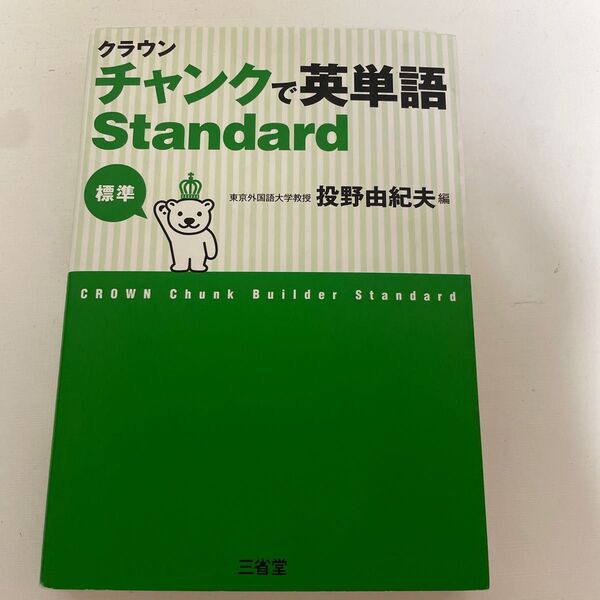 クラウン
チャンクで英単語
Standard
標準
東京外国語大学教授 投野由紀夫 編
CROWN Chunk Builder Standard
三省堂